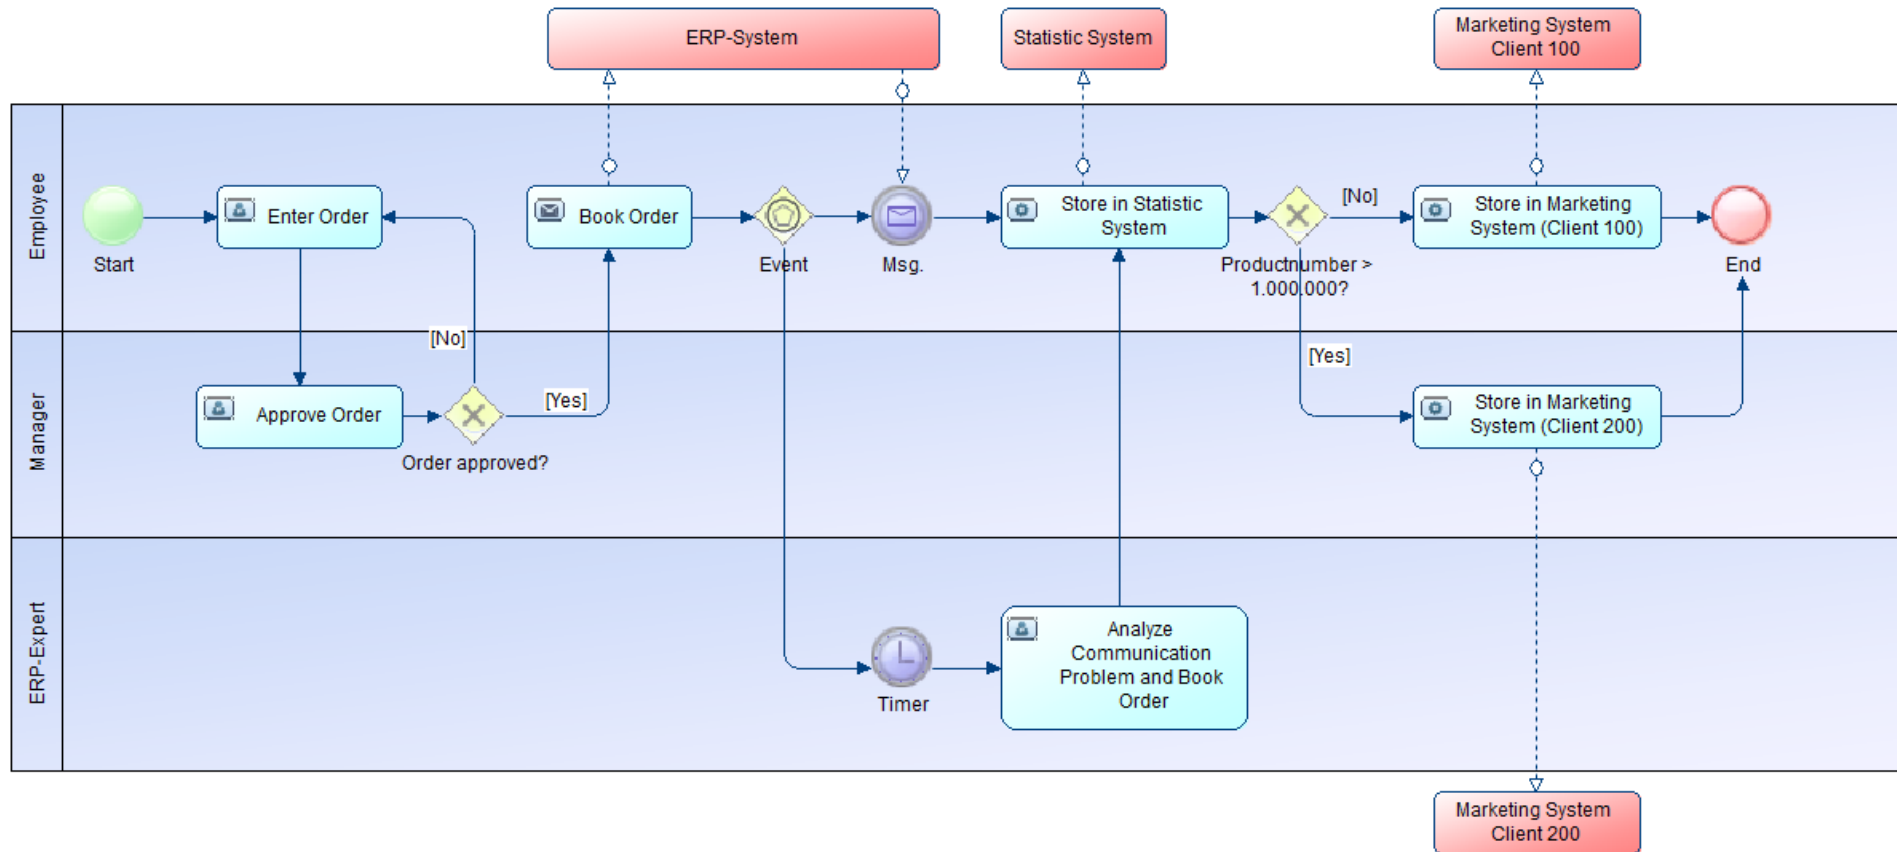 ERP-System
Statistic System
Marketing System
Client 100
Employee
Start
Enter Order
Book Order
Event
Msg.
Store in Statistic
System
Productnumber >
1.000.000?
[No]
Store in Marketing
System (Client 100)
End
Manager
[No]
Approve Order
Order approved?
[Yes]
[Yes]
Store in Marketing
System (Client 200)
ERP-Expert
Timer
Analyze
Communication
Problem and Book
Order
Marketing System
Client 200